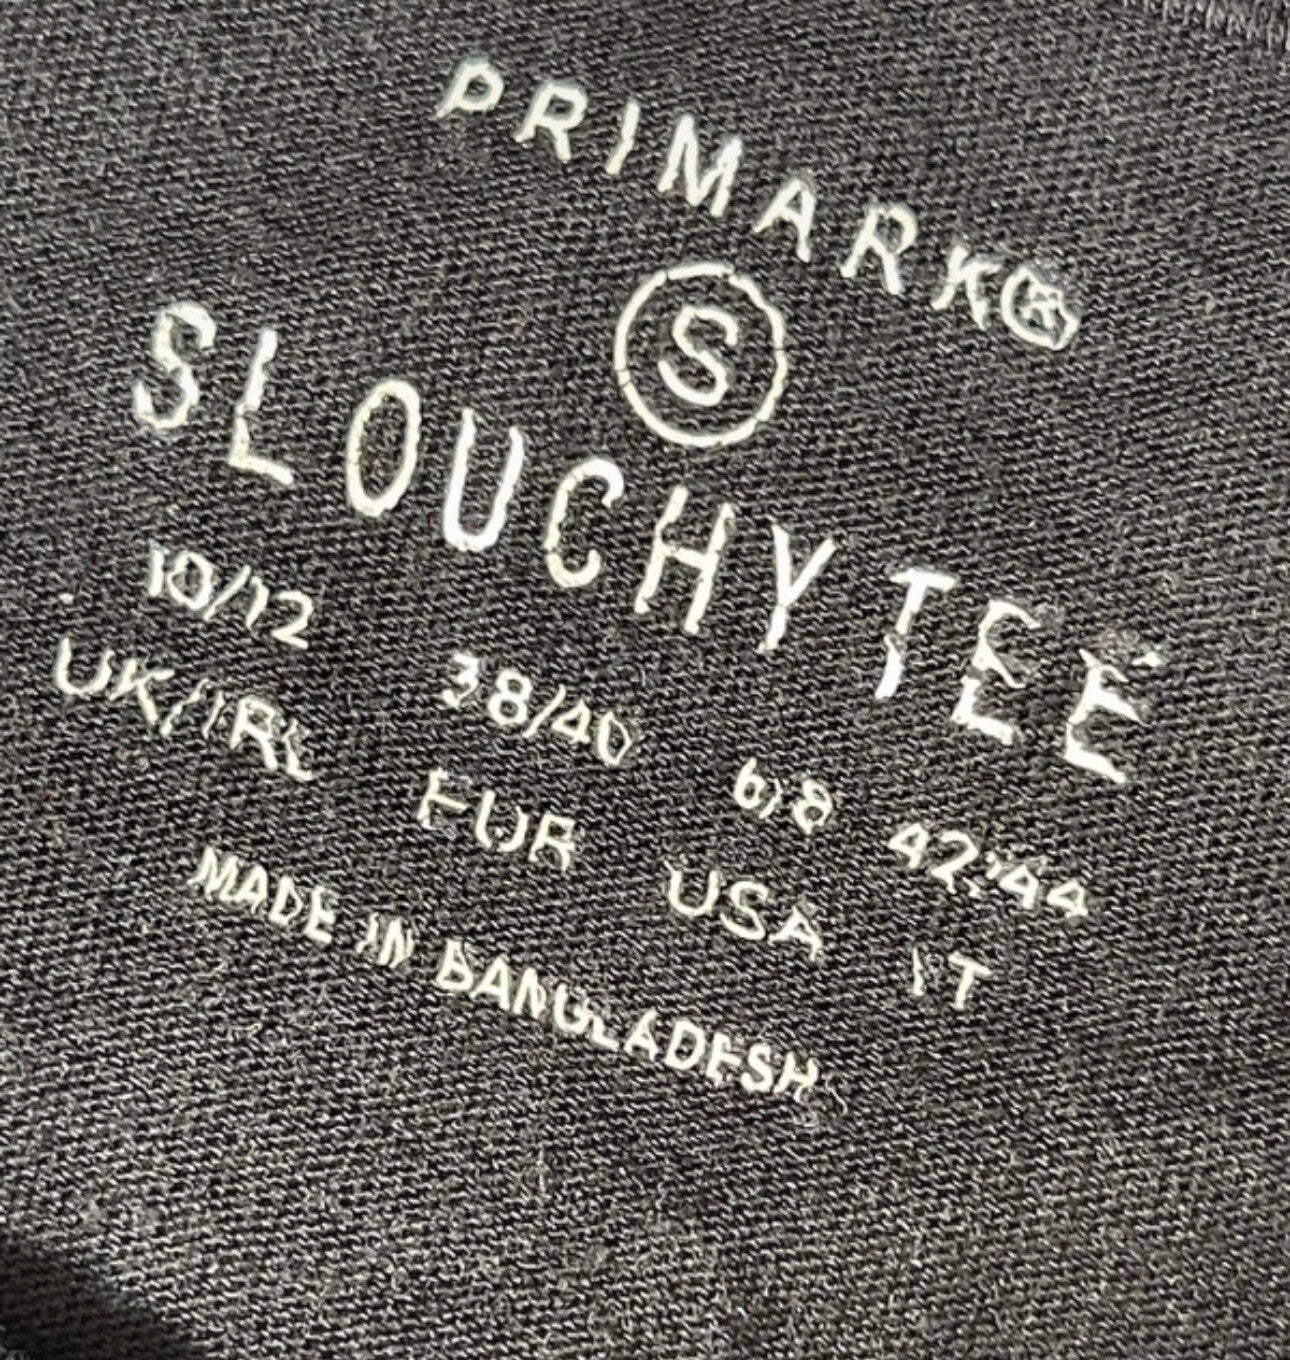 PRIMARK®
S
SLOUCHY TEE
10/12 38/40 6/8 42/44
UK/IRL EUR USA IT
MADE IN BANGLADESH